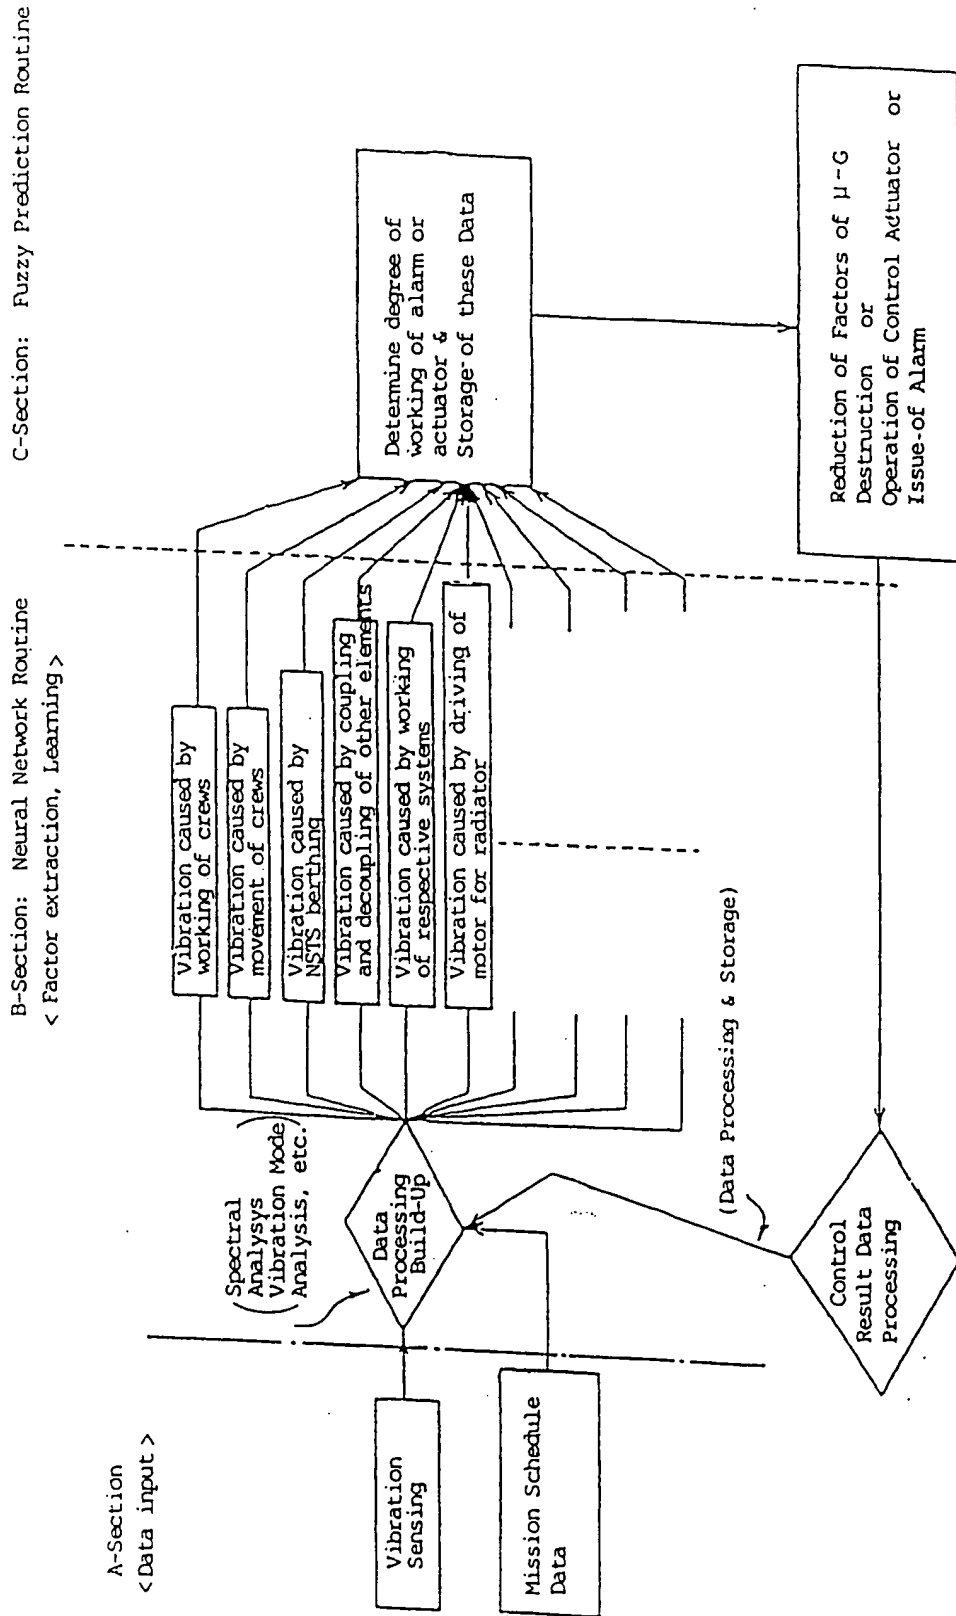 A-Section
<Data input>
B-Section: Neural Network Routine
< Factor extraction, Learning>
C-Section: Fuzzy Prediction Routine
Vibration
Sensing
Mission Schedule
Data
Spectral
Analysys
Vibration Mode
Analysis, etc.
Data
Processing
Build-Up
Vibration caused by
working of crews
Vibration caused by
movement of crews
Vibration caused by
NSTS berthing
Vibration caused by coupling
and decoupling of other elements
Vibration caused by working
of respective systems
Vibration caused by driving of
motor for radiator
Determine degree of
working of alarm or
actuator &
Storage-of these Data
Reduction of Factors of μ-G
Destruction or
Operation of Control Actuator or
Issue-of Alarm
(Data Processing & Storage)
Control
Result Data
Processing